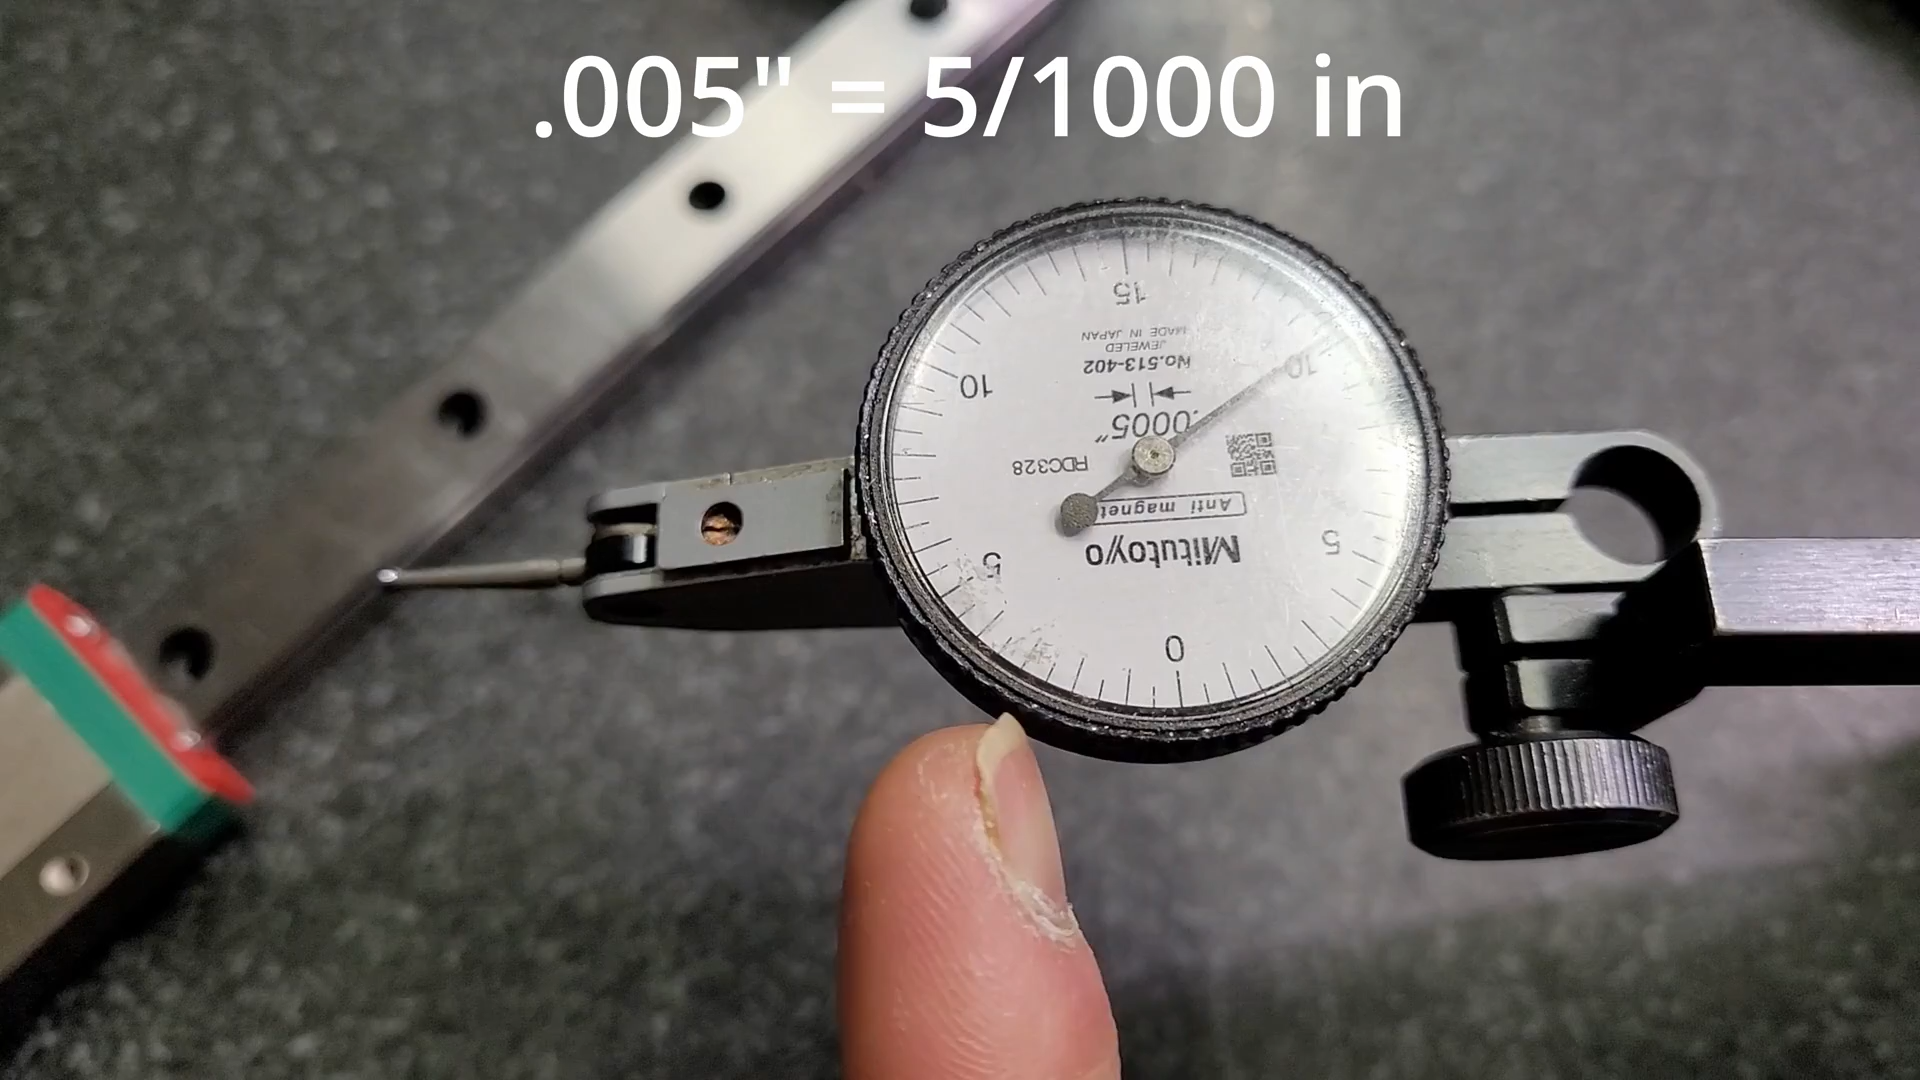 .005" = 5/1000 in
15
MADE IN JAPAN
JEWELED
No.513-402
10
10
.0005"
RDC328
Anti magnet
Mitutoyo
5
5
0